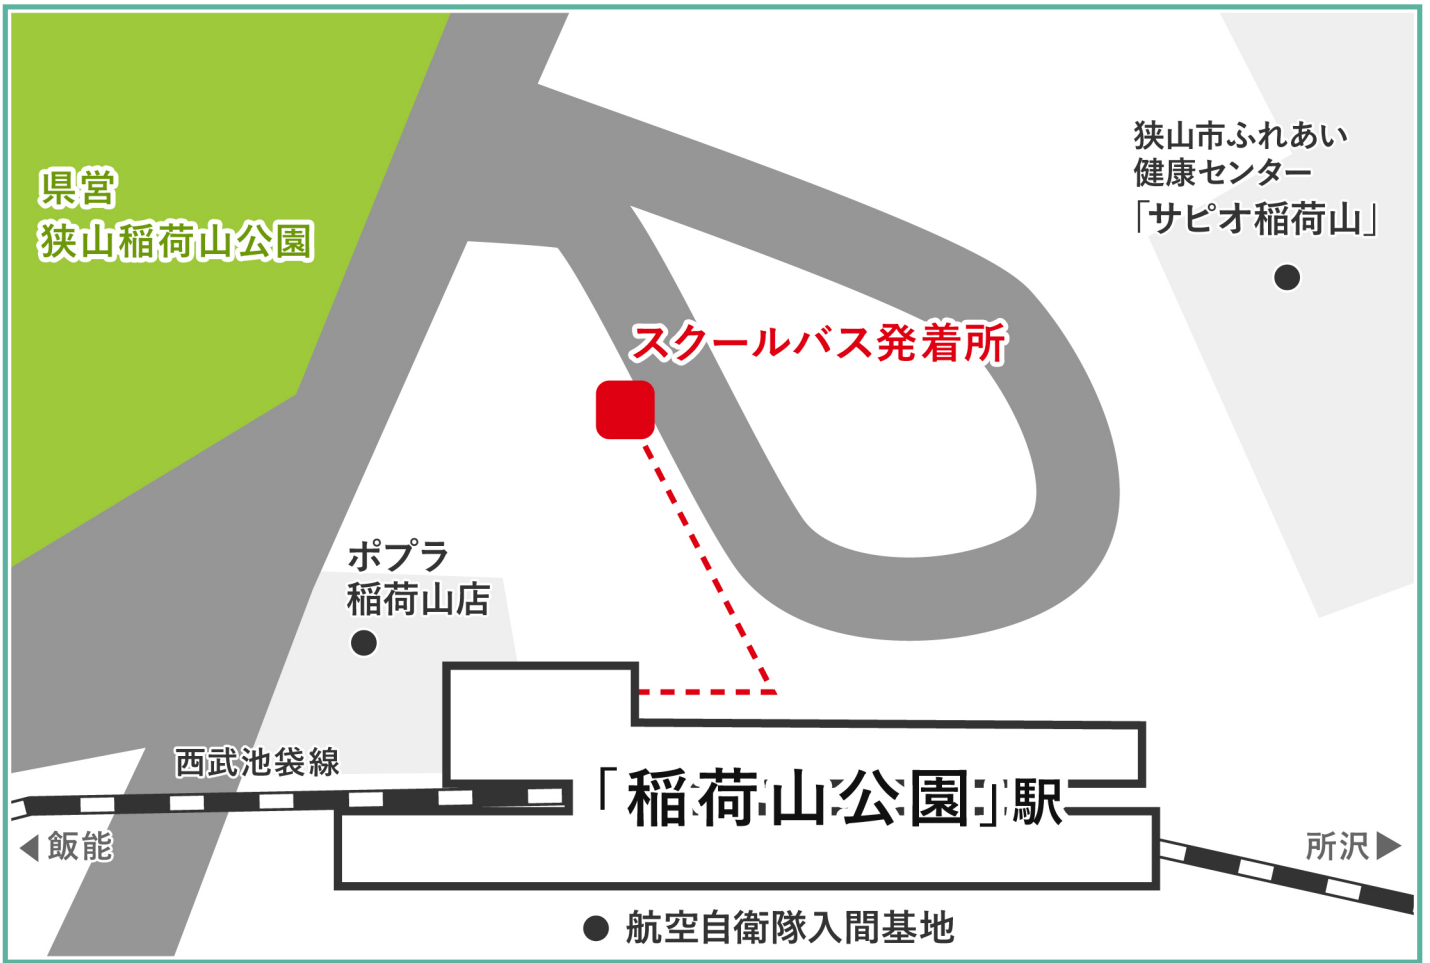 県営
狭山稲荷山公園
狭山市ふれあい
健康センター
「サピオ稲荷山」
スクールバス発着所
ポプラ
稲荷山店
西武池袋線
「稲荷山公園」駅
◀飯能
所沢▶
航空自衛隊入間基地